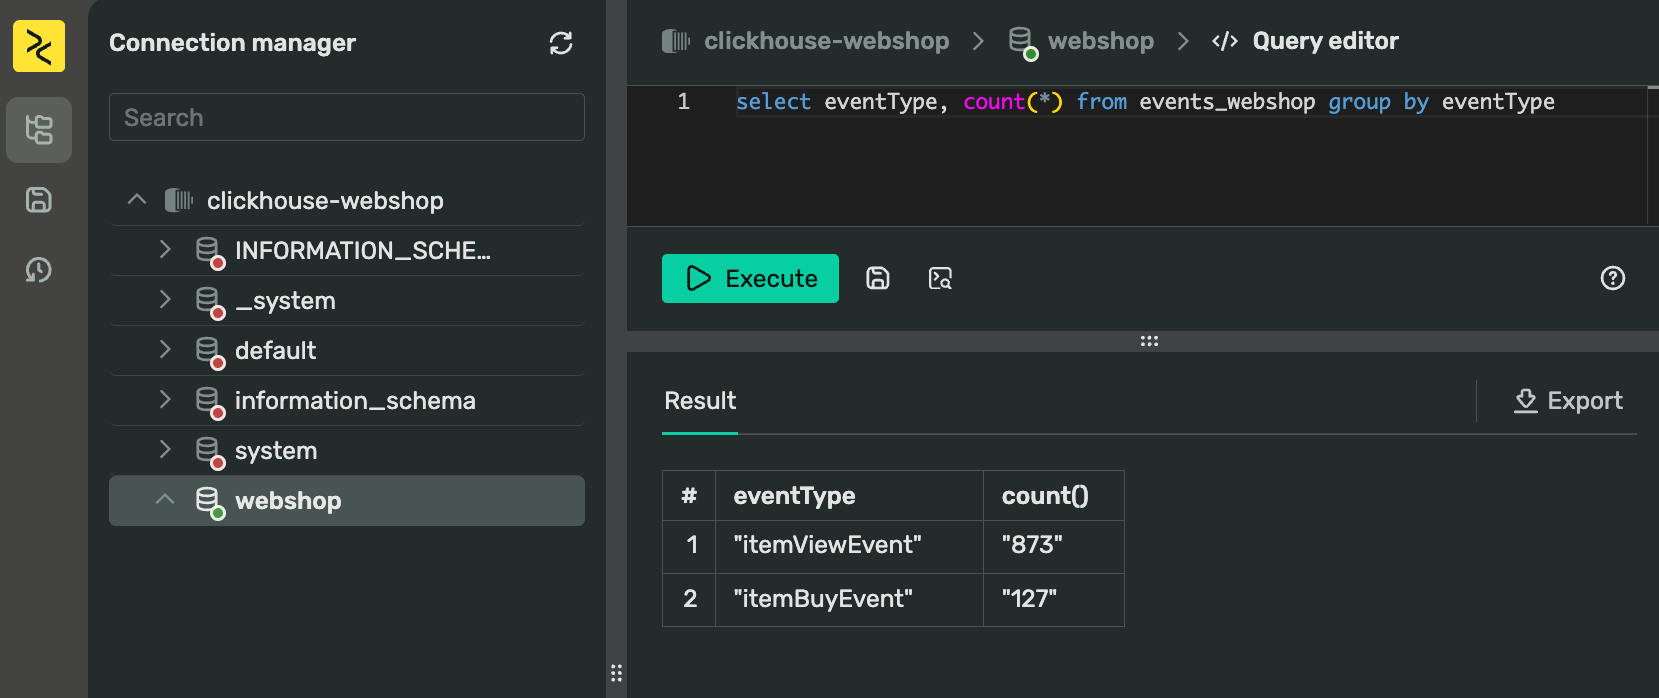 Connection manager
Search
clickhouse-webshop
INFORMATION_SCHE...
_system
default
information_schema
system
webshop
clickhouse-webshop > webshop > </> Query editor
1 select eventType, count(*) from events_webshop group by eventType
Execute
Result
Export
# eventType count()
1 "itemViewEvent" "873"
2 "itemBuyEvent" "127"